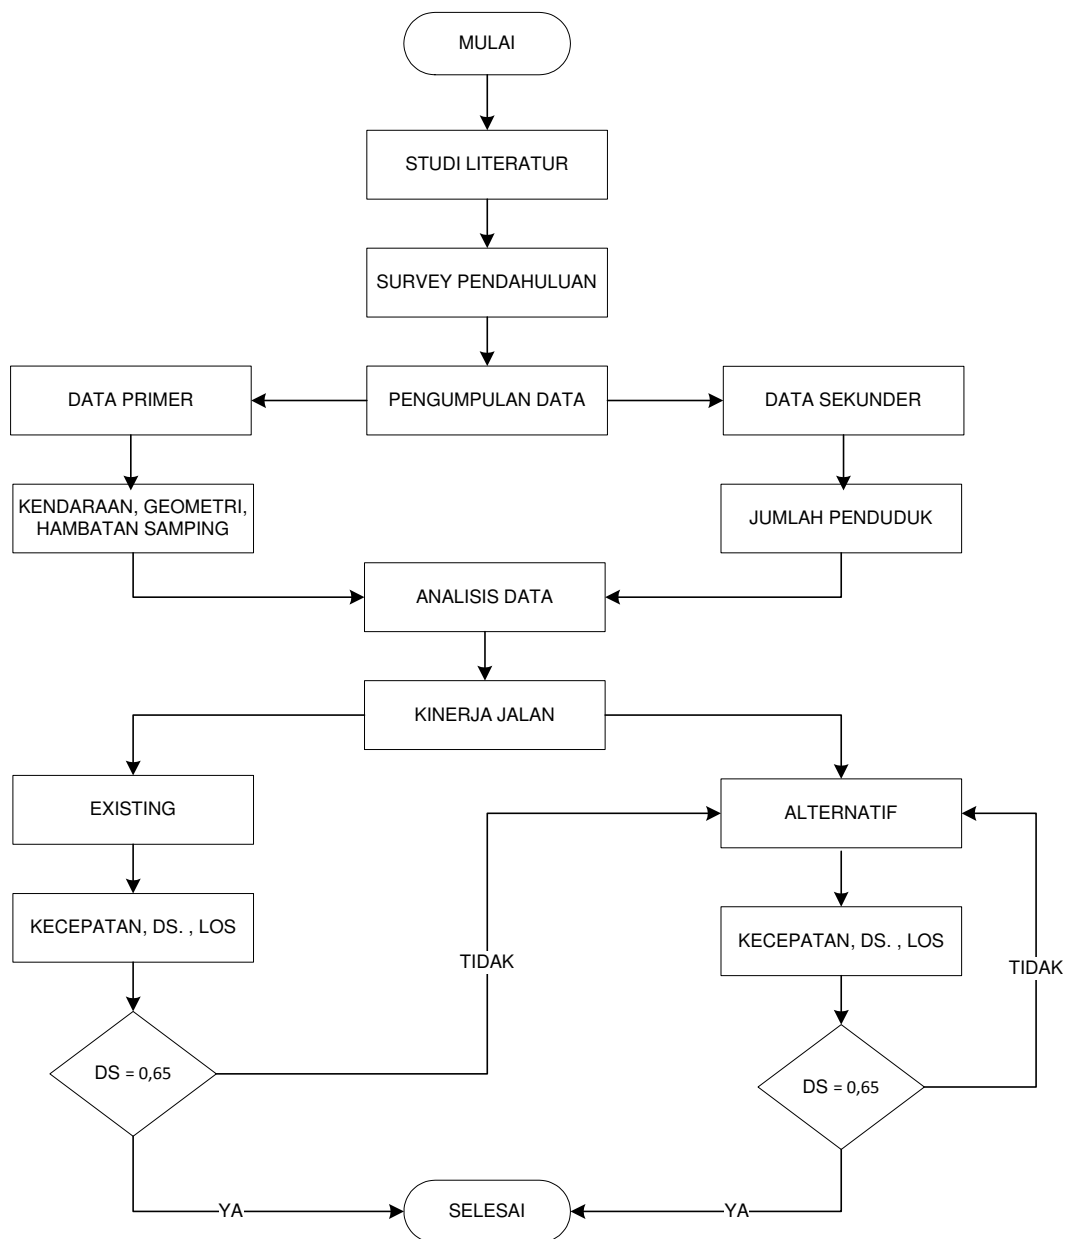 MULAI
STUDI LITERATUR
SURVEY PENDAHULUAN
DATA PRIMER
PENGUMPULAN DATA
DATA SEKUNDER
KENDARAAN, GEOMETRI,
HAMBATAN SAMPING
JUMLAH PENDUDUK
ANALISIS DATA
KINERJA JALAN
EXISTING
ALTERNATIF
KECEPATAN, DS. , LOS
KECEPATAN, DS. , LOS
TIDAK
TIDAK
DS = 0,65
DS = 0,65
YA
SELESAI
YA